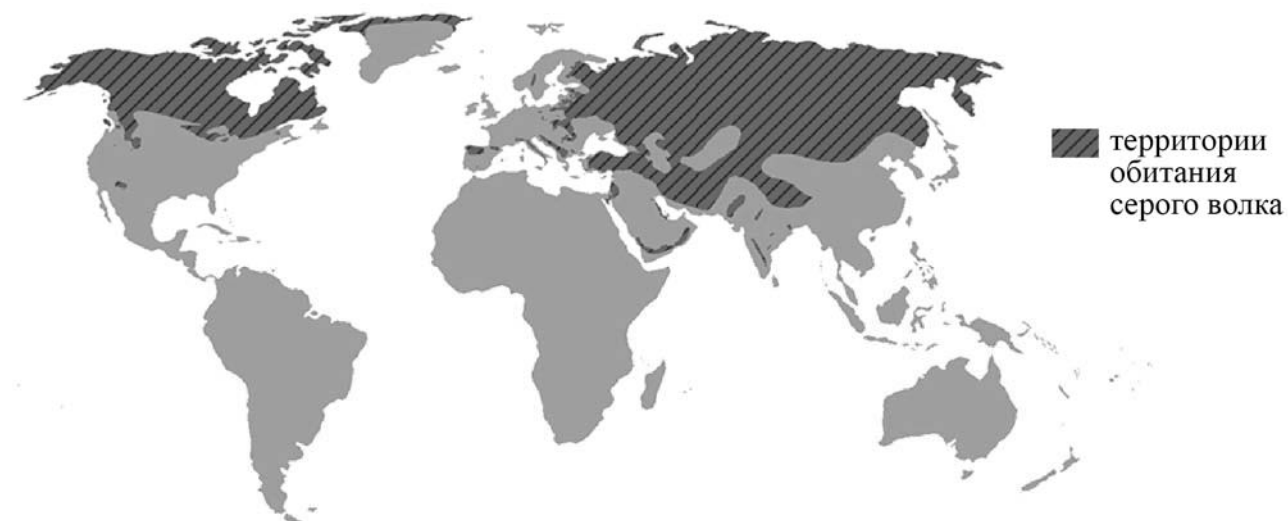 территории
обитания
серого волка